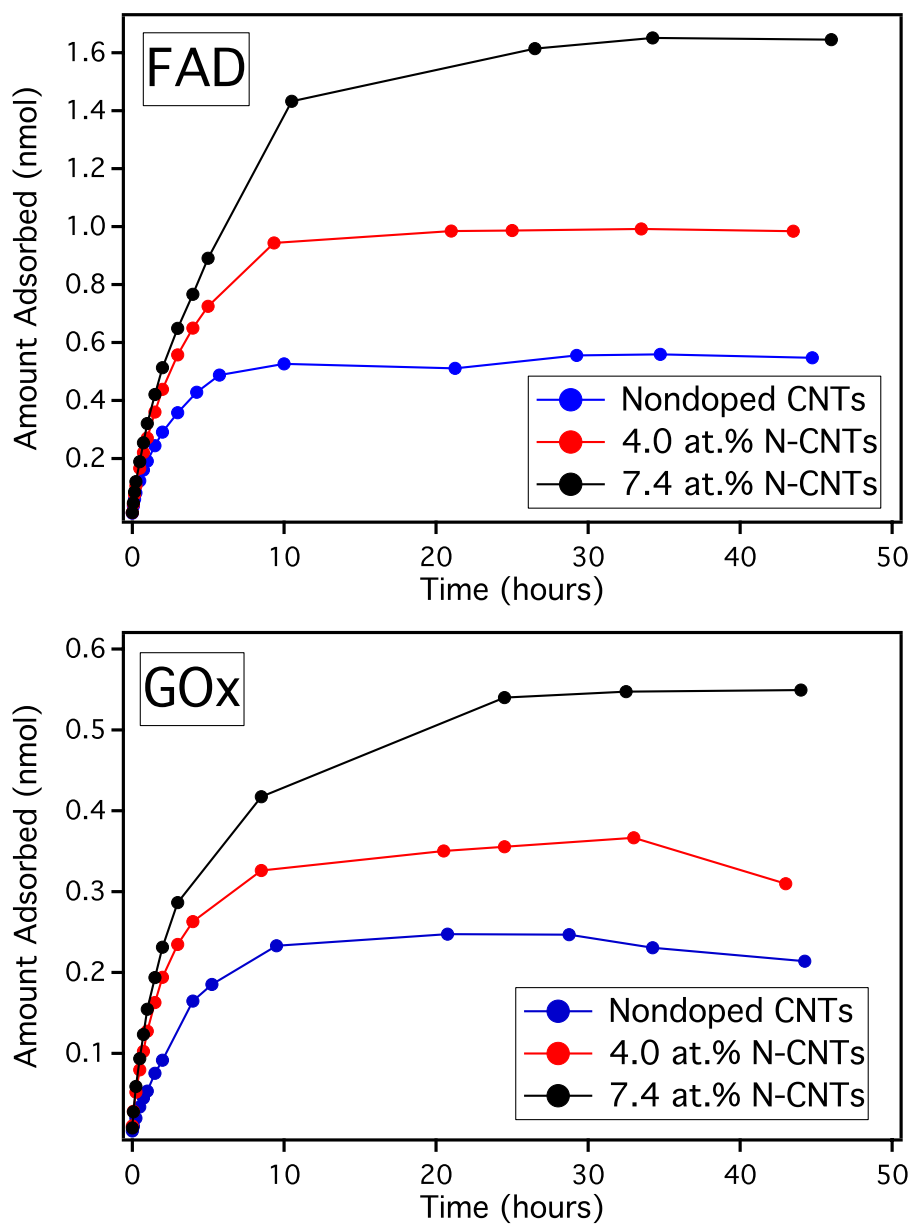 FAD
1.6
1.4
1.2
1.0
0.8
0.6
0.4
0.2
Amount Adsorbed (nmol)
Nondoped CNTs
4.0 at.% N-CNTs
7.4 at.% N-CNTs
0 10 20 30 40 50
Time (hours)
GOx
0.6
0.5
0.4
0.3
0.2
0.1
Amount Adsorbed (nmol)
Nondoped CNTs
4.0 at.% N-CNTs
7.4 at.% N-CNTs
0 10 20 30 40 50
Time (hours)